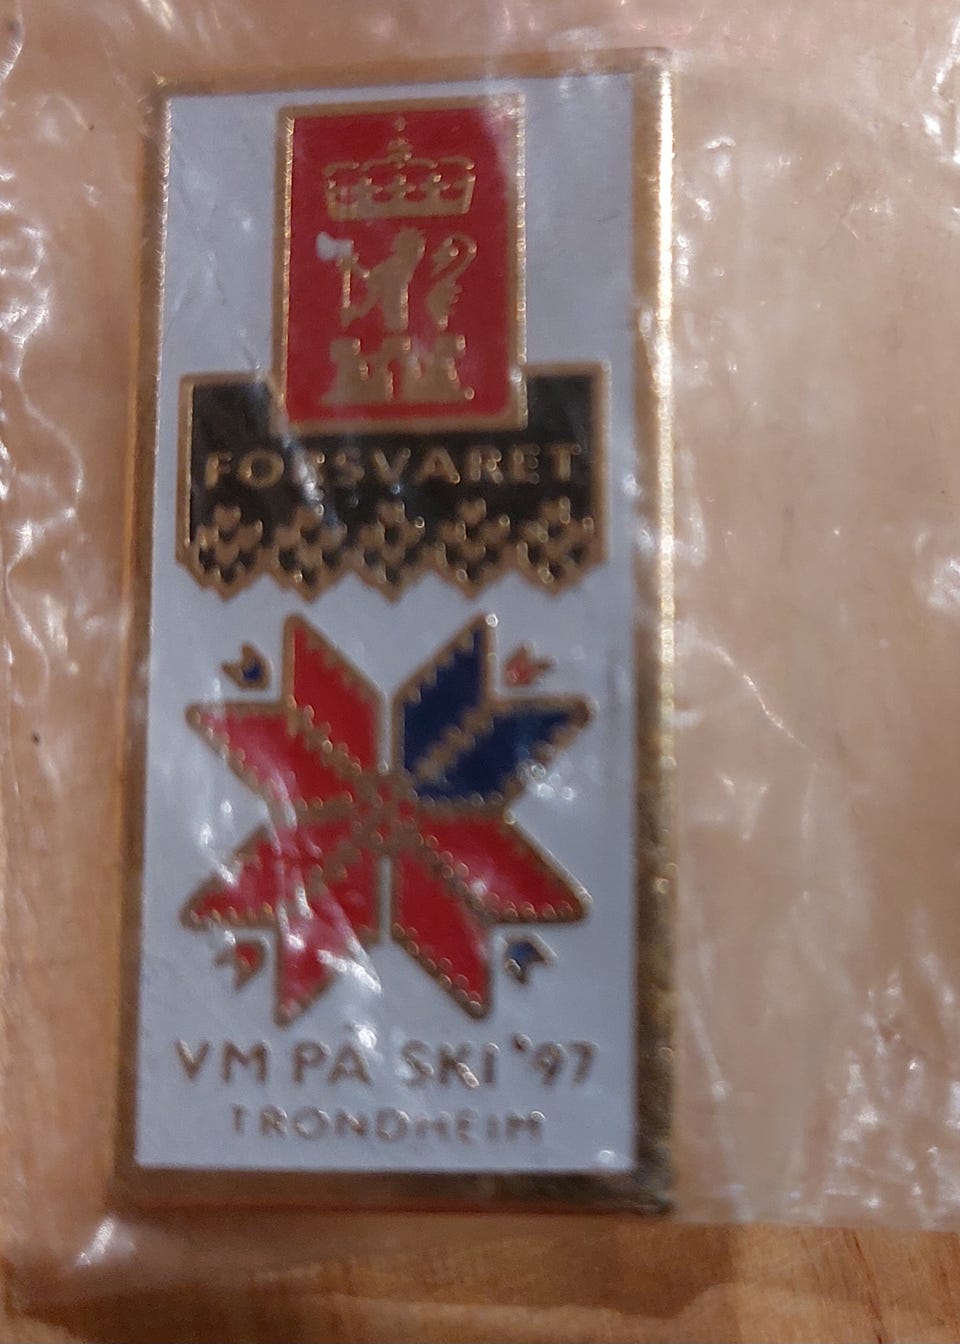 FORSVARET
VM PÅ SKI '97
TRONDHEIM